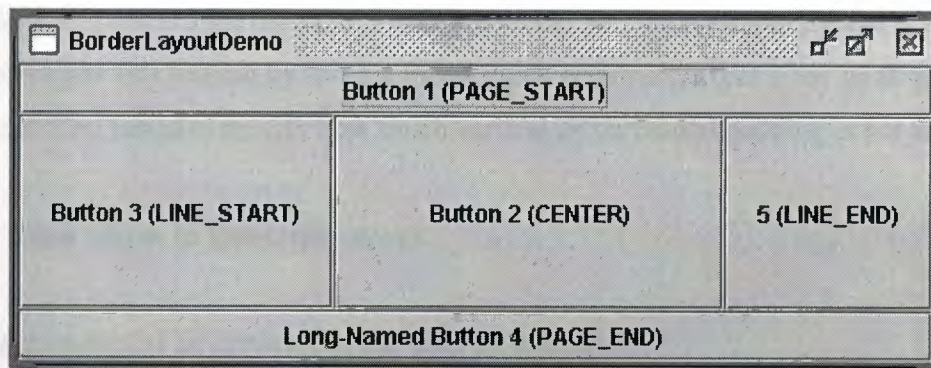 BorderLayoutDemo
Button 1 (PAGE_START)
Button 3 (LINE_START) Button 2 (CENTER) 5 (LINE_END)
Long-Named Button 4 (PAGE_END)